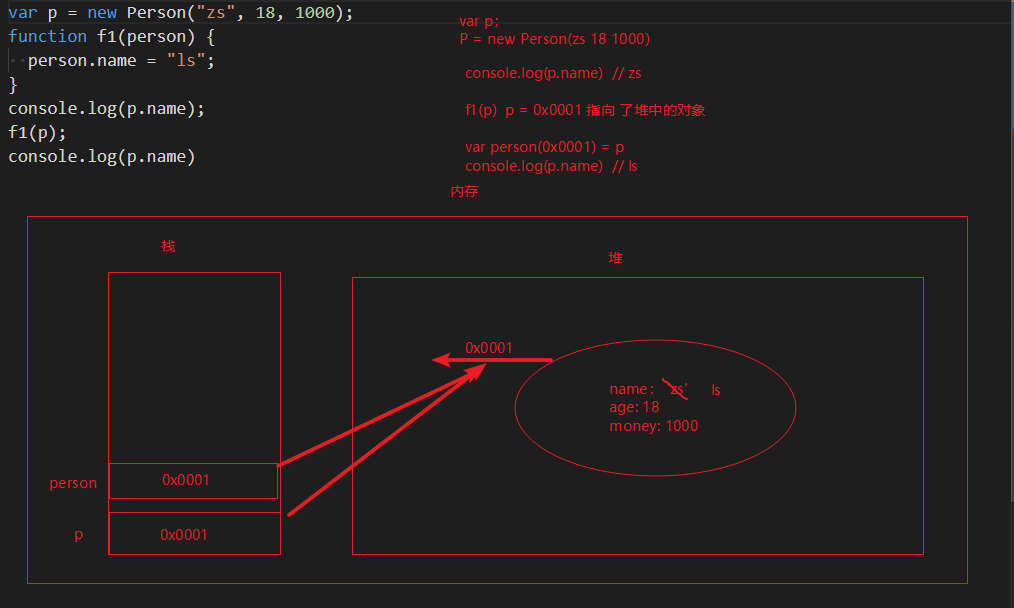 var p = new Person("zs", 18, 1000);
function f1(person) {
person.name = "ls";
}
console.log(p.name);
f1(p);
console.log(p.name)
var p;
P = new Person(zs 18 1000)
console.log(p.name) // zs
f1(p) p = 0x0001 指向 了堆中的对象
var person(0x0001) = p
console.log(p.name) // ls
内存
栈
堆
0x0001
name: 'zs' ls
age: 18
money: 1000
person 0x0001
p 0x0001